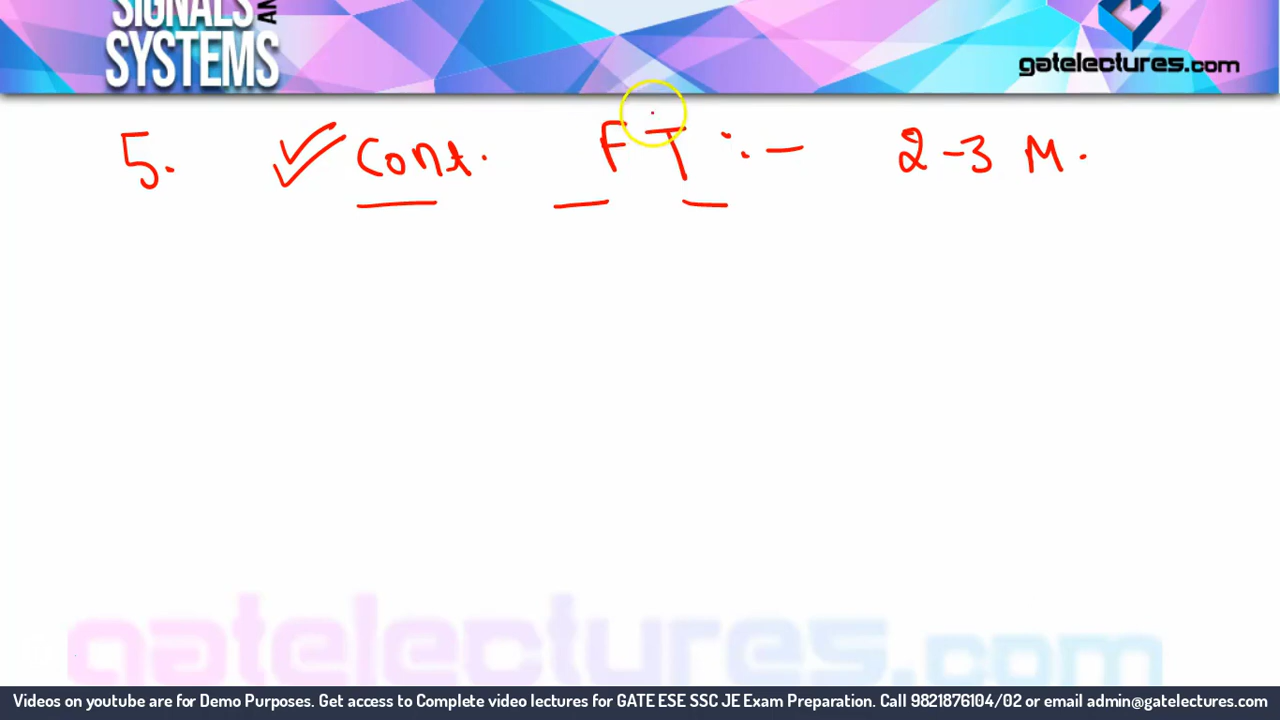 SIGNALS AND
SYSTEMS
gatelectures.com
5. Cont. FT :- 2-3 M.
gatelectures.com
Videos on youtube are for Demo Purposes. Get access to Complete video lectures for GATE ESE SSC JE Exam Preparation. Call 9821876104/02 or email admin@gatelectures.com